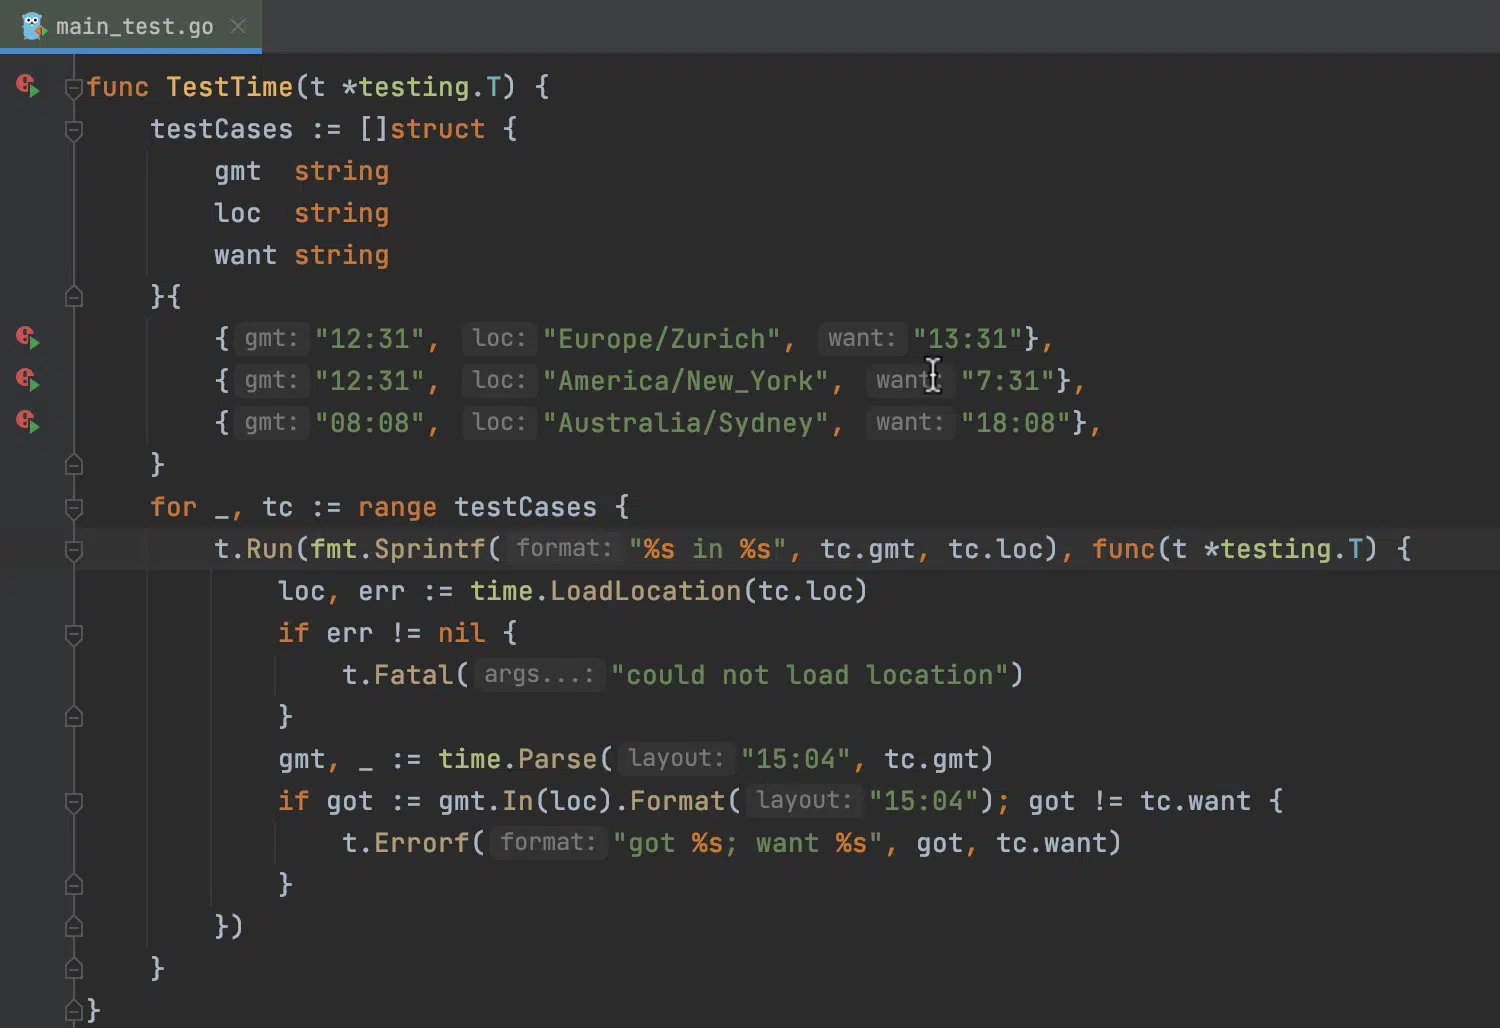 main_test.go
func TestTime(t *testing.T) {
testCases := []struct {
gmt string
loc string
want string
}{
{ gmt: "12:31", loc: "Europe/Zurich", want: "13:31"},
{ gmt: "12:31", loc: "America/New_York", want: "7:31"},
{ gmt: "08:08", loc: "Australia/Sydney", want: "18:08"},
}
for _, tc := range testCases {
t.Run(fmt.Sprintf( format: "%s in %s", tc.gmt, tc.loc), func(t *testing.T) {
loc, err := time.LoadLocation(tc.loc)
if err != nil {
t.Fatal( args...: "could not load location")
}
gmt, _ := time.Parse( layout: "15:04", tc.gmt)
if got := gmt.In(loc).Format( layout: "15:04"); got != tc.want {
t.Errorf( format: "got %s; want %s", got, tc.want)
}
})
}
}